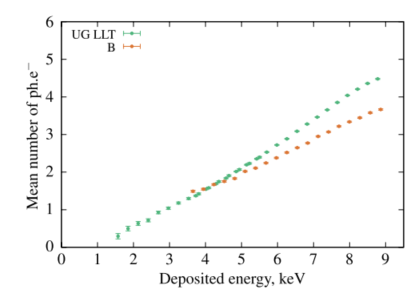 6
5
4
3
2
1
0
UG LLT
B
Mean number of ph.e⁻
0 1 2 3 4 5 6 7 8 9
Deposited energy, keV